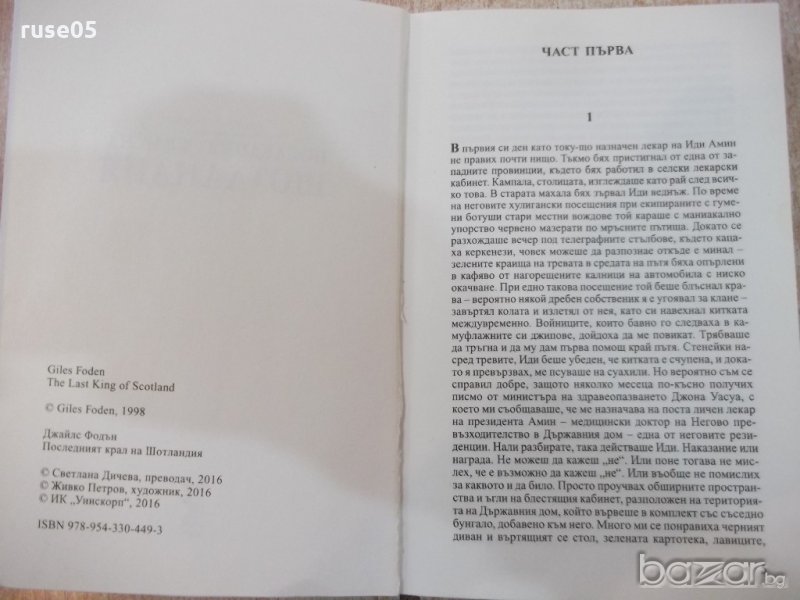 ruse05
Giles Foden
The Last King of Scotland
© Giles Foden, 1998
Джайлс Фодън
Последният крал на Шотландия
© Светлана Дичева, преводач, 2016
© Живко Петров, художник, 2016
© ИК „Уискорп“, 2016
ISBN 978-954-330-449-3
ЧАСТ ПЪРВА
1
В първия си ден като току-що назначен лекар на Иди Амин
не правих почти нищо. Тъкмо бях пристигнал от една от за-
падните провинции, където бях работил в селски лекарски
кабинет. Кампала, столицата, изглеждаше като рай след всич-
ко това. В старата махала бях зървал Иди веднъж. По време
на неговите хулигански посещения при екипираните с гуме-
ни ботуши стари местни вождове той караше с маниакално
упорство червено мазерати по мръсните пътища. Докато се
разхождаше вечер под телеграфните стълбове, където капа-
ха керкенези, човек можеше да разпознае откъде е минал –
зелените краища на тревата в средата на пътя бяха опърлени
в кафяво от нагорещените калници на автомобила с ниско
окачване. При едно такова посещение той беше блъснал кра-
ва – вероятно някой дребен собственик я е угоявал за клане –
завъртял колата и излетял от нея, като си навехнал китката
междувременно. Войниците, които бавно го следваха в ка-
муфлажните си джипове, дойдоха да ме повикат. Трябваше
да тръгна и да му дам първа помощ край пътя. Стенейки на-
сред тревите, Иди беше убеден, че китката е счупена, и дока-
то я превързвах, ме псуваше на суахили. Но вероятно съм се
справил добре, защото няколко месеца по-късно получих
писмо от министъра на здравеопазването Джона Уасуа, с
което ми съобщаваше, че ме назначава на поста личен лекар
на президента Амин – медицински доктор на Негово пре-
възходителство в Държавния дом – една от неговите рези-
денции. Нали разбирате, така действаше Иди. Наказание или
награда. Не можеш да кажеш „не“. Или поне тогава не мис-
лех, че е възможно да кажеш „не“. Или въобще не помислих
за каквото и да било. Просто проучвах обширните пространс-
тва и ъгли на блестящия кабинет, разположен на територият-
а на Държавния дом, който вървеше в комплект със съседно
бунгало, добавено към него. Много ми се понравиха черният
диван и въртящият се стол, зелената картотека, лавиците,
bazar.bg